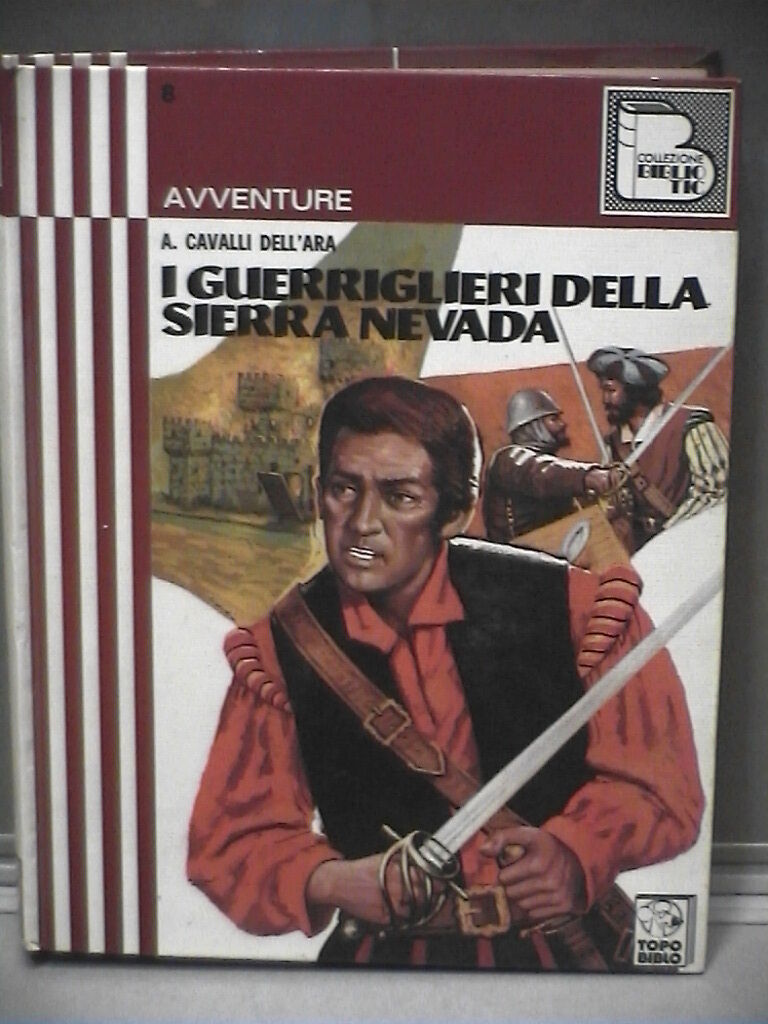 8
COLLEZIONE
BIBLIO
TIC
AVVENTURE
A. CAVALLI DELL'ARA
I GUERRIGLIERI DELLA
SIERRA NEVADA
TOPO
BIBLO